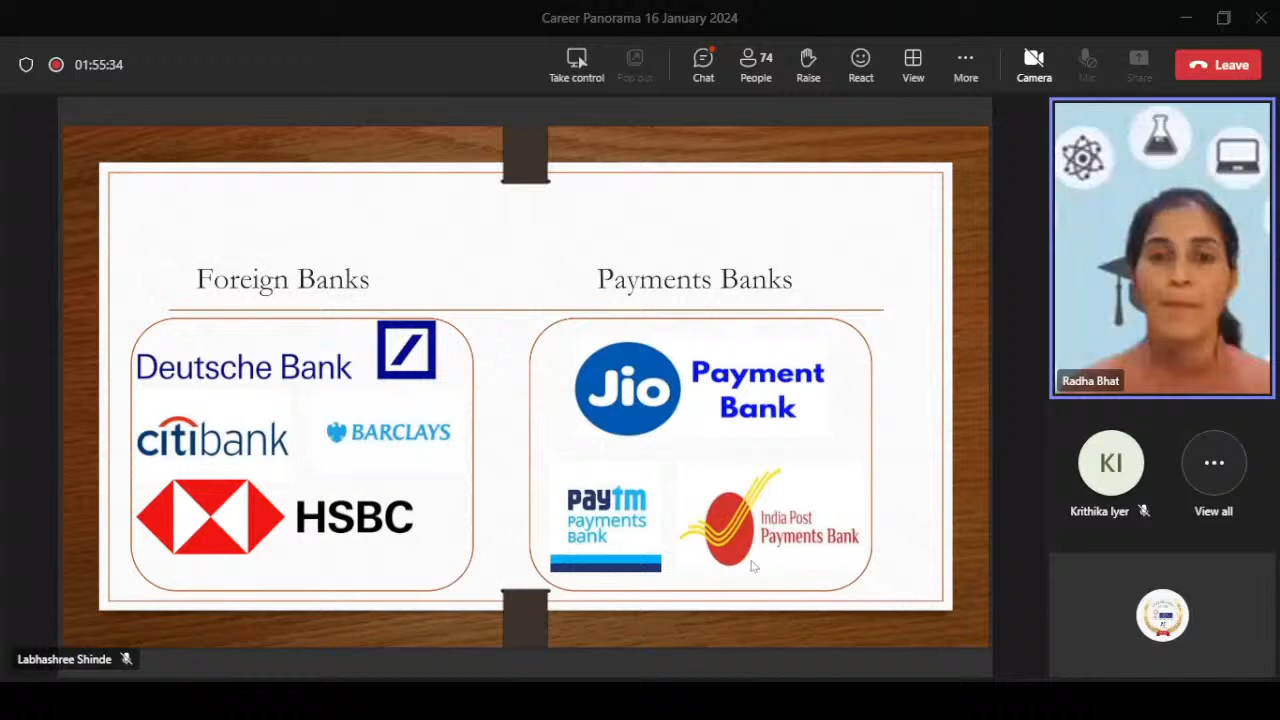 Career Panorama 16 January 2024
01:55:34
Take control
Pop out
Chat
74
People
Raise
React
View
More
Camera
Mic
Share
Leave
Foreign Banks
Payments Banks
Deutsche Bank
citibank
BARCLAYS
HSBC
Jio
Payment
Bank
paytm
payments
bank
India Post
Payments Bank
Radha Bhat
KI
Krithika Iyer
View all
Labhashree Shinde